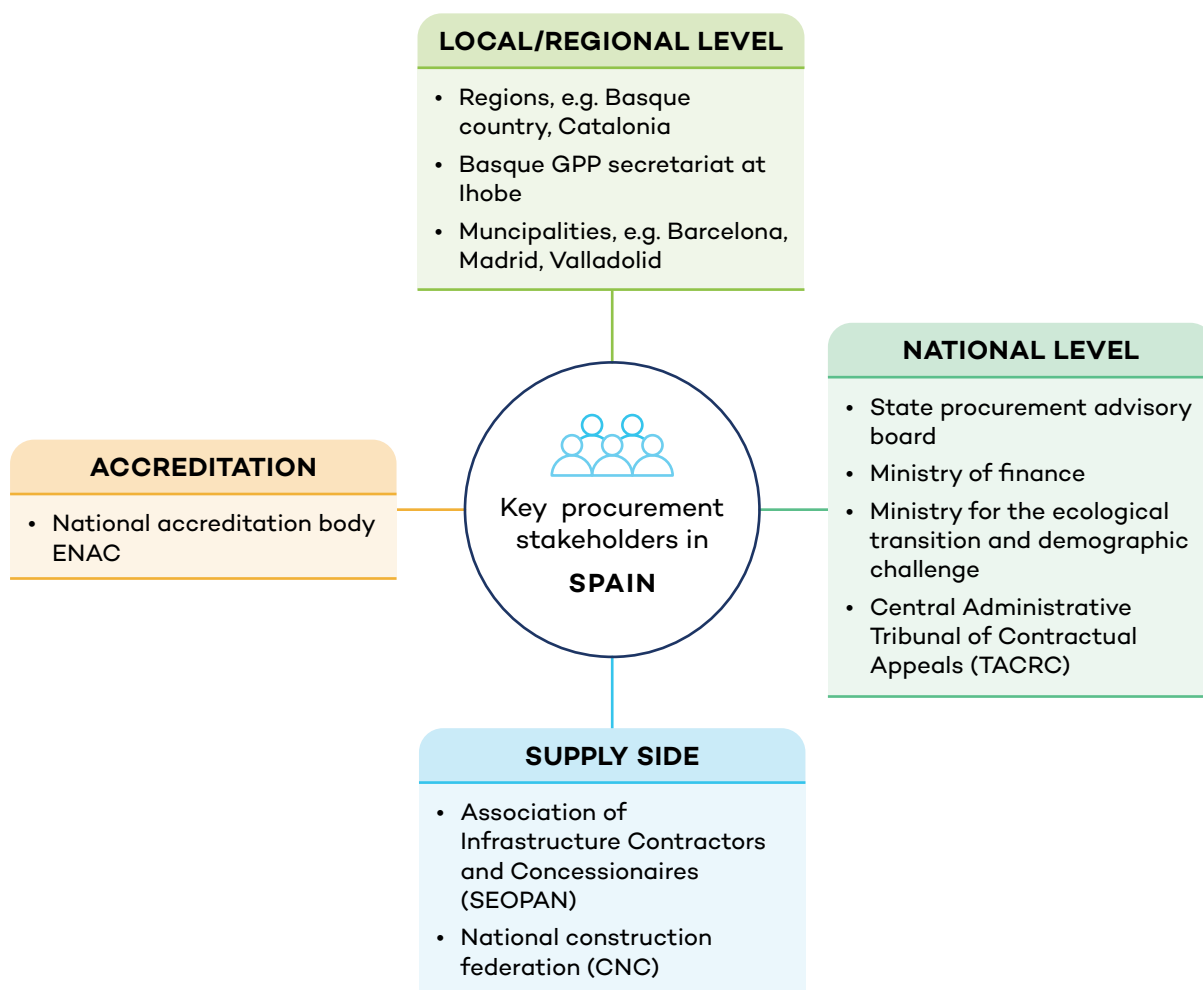 LOCAL/REGIONAL LEVEL
• Regions, e.g. Basque
country, Catalonia
• Basque GPP secretariat at
Ihobe
• Muncipalities, e.g. Barcelona,
Madrid, Valladolid
NATIONAL LEVEL
• State procurement advisory
board
• Ministry of finance
• Ministry for the ecological
transition and demographic
challenge
• Central Administrative
Tribunal of Contractual
Appeals (TACRC)
ACCREDITATION
• National accreditation body
ENAC
Key procurement
stakeholders in
SPAIN
SUPPLY SIDE
• Association of
Infrastructure Contractors
and Concessionaires
(SEOPAN)
• National construction
federation (CNC)